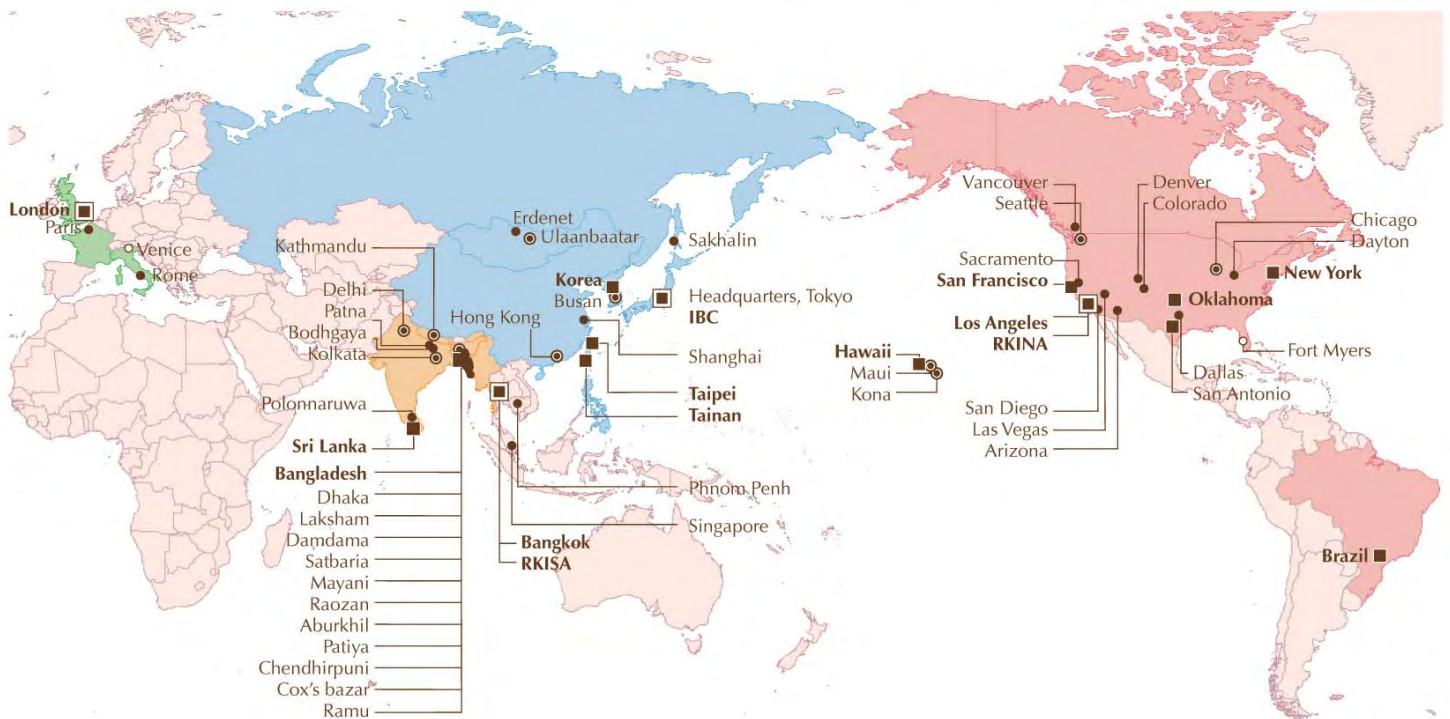 London
Paris
Venice
Rome
Kathmandu
Delhi
Patna
Bodhgaya
Kolkata
Polonnaruwa
Sri Lanka
Bangladesh
Dhaka
Laksham
Damdama
Satbaria
Mayani
Raozan
Aburkhil
Patiya
Chendhirpuni
Cox's bazar
Ramu
Erdenet
Ulaanbaatar
Sakhalin
Korea
Busan
Hong Kong
Headquarters, Tokyo
IBC
Shanghai
Taipei
Tainan
Phnom Penh
Singapore
Bangkok
RKISA
Hawaii
Maui
Kona
Vancouver
Seattle
Sacramento
San Francisco
Los Angeles
RKINA
San Diego
Las Vegas
Arizona
Denver
Colorado
Chicago
Dayton
New York
Oklahoma
Fort Myers
Dallas
San Antonio
Brazil